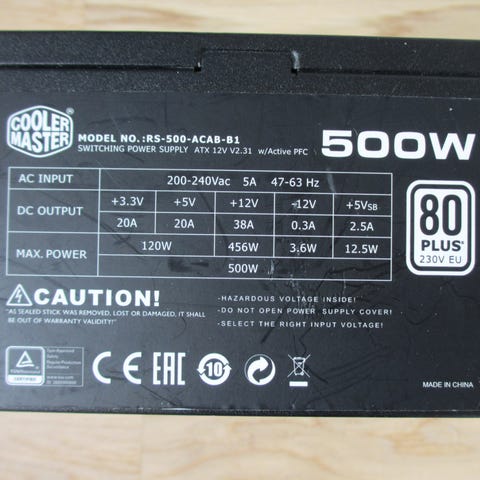 COOLER
MASTER
MODEL NO.:RS-500-ACAB-B1
SWITCHING POWER SUPPLY ATX 12V V2.31 w/Active PFC
500W
AC INPUT 200-240Vac 5A 47-63 Hz
DC OUTPUT +3.3V +5V +12V -12V +5VSB
20A 20A 38A 0.3A 2.5A
MAX. POWER 120W 456W 3.6W 12.5W
500W
80
PLUS
230V EU
CAUTION!
"AS SEALED STICK WAS REMOVED, LOST OR DAMAGED, IT SHALL
BE OUT OF WARRANTY VALIDITY"
-HAZARDOUS VOLTAGE INSIDE!
-DO NOT OPEN POWER SUPPLY COVER!
-SELECT THE RIGHT INPUT VOLTAGE!
CE EAC 10
CERTIFIED
MADE IN CHINA